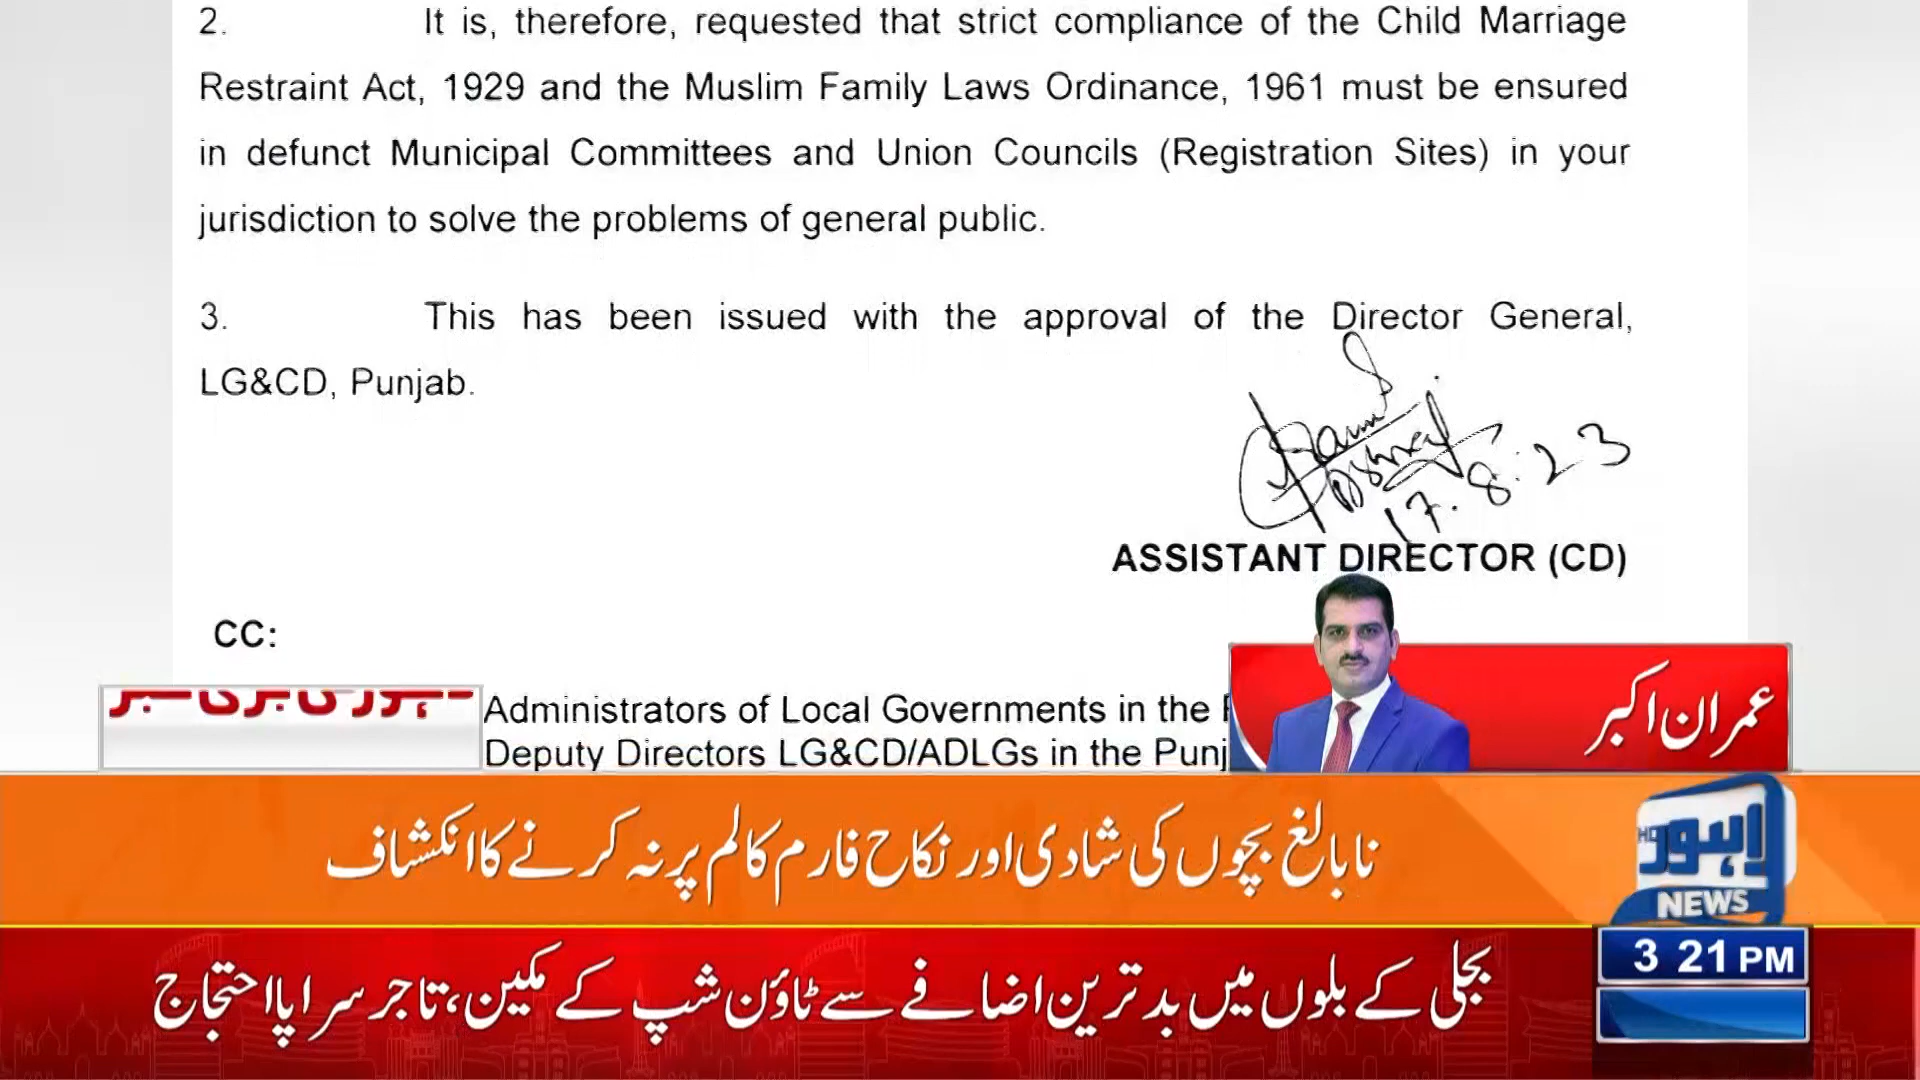 2. It is, therefore, requested that strict compliance of the Child Marriage
Restraint Act, 1929 and the Muslim Family Laws Ordinance, 1961 must be ensured
in defunct Municipal Committees and Union Councils (Registration Sites) in your
jurisdiction to solve the problems of general public.
3. This has been issued with the approval of the Director General,
LG&CD, Punjab.
17.8.23
ASSISTANT DIRECTOR (CD)
CC:
Administrators of Local Governments in the
Deputy Directors LG&CD/ADLGs in the Punj
عمران اکبر
نابالغ بچوں کی شادی اور نکاح فارم کالم پر نہ کرنے کا انکشاف
لاہور
NEWS
3 21 PM
بجلی کے بلوں میں بدترین اضافے سے ٹاؤن شپ کے مکین، تاجر سراپا احتجاج